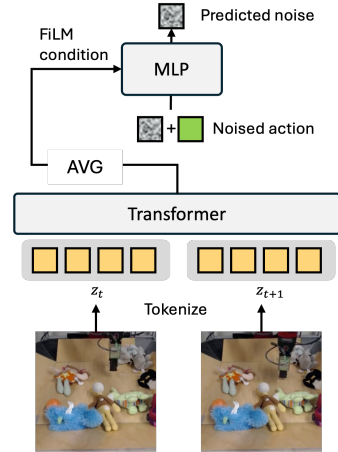 Predicted noise
FiLM
condition
MLP
+
Noised action
AVG
Transformer
z_t
z_{t+1}
Tokenize